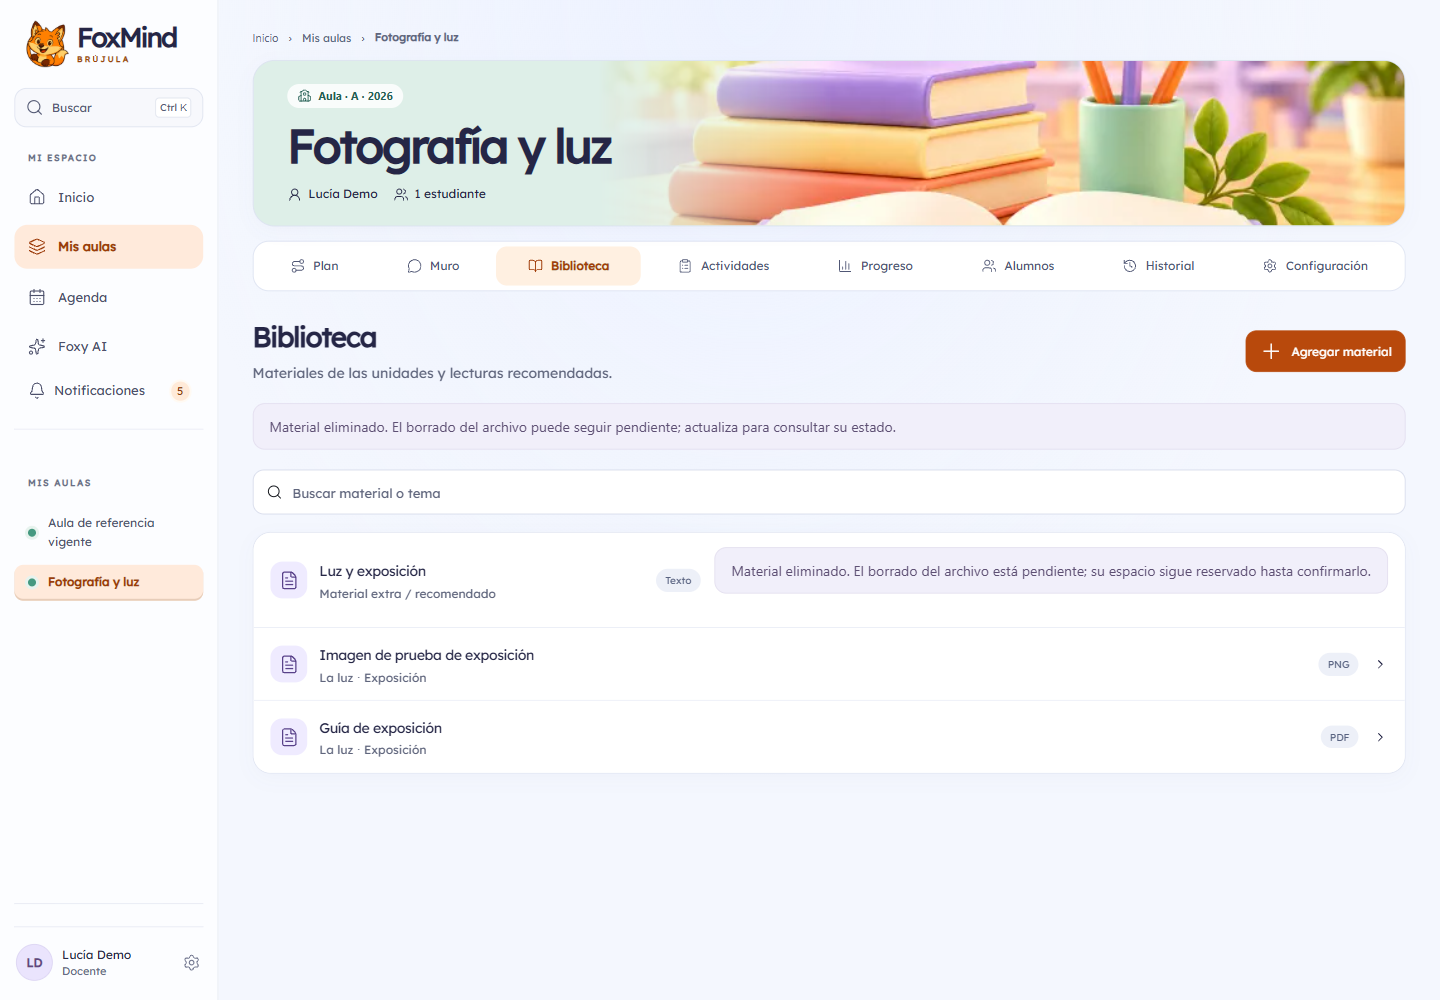 FoxMind
BRÚJULA
Buscar
Ctrl K
MI ESPACIO
Inicio
Mis aulas
Agenda
Foxy AI
Notificaciones
5
MIS AULAS
Aula de referencia
vigente
Fotografía y luz
LD
Lucía Demo
Docente
Inicio › Mis aulas › Fotografía y luz
Aula · A · 2026
Fotografía y luz
Lucía Demo
1 estudiante
Plan
Muro
Biblioteca
Actividades
Progreso
Alumnos
Historial
Configuración
Biblioteca
Materiales de las unidades y lecturas recomendadas.
Agregar material
Material eliminado. El borrado del archivo puede seguir pendiente; actualiza para consultar su estado.
Buscar material o tema
Luz y exposición
Material extra / recomendado
Texto
Material eliminado. El borrado del archivo está pendiente; su espacio sigue reservado hasta confirmarlo.
Imagen de prueba de exposición
La luz · Exposición
PNG
Guía de exposición
La luz · Exposición
PDF